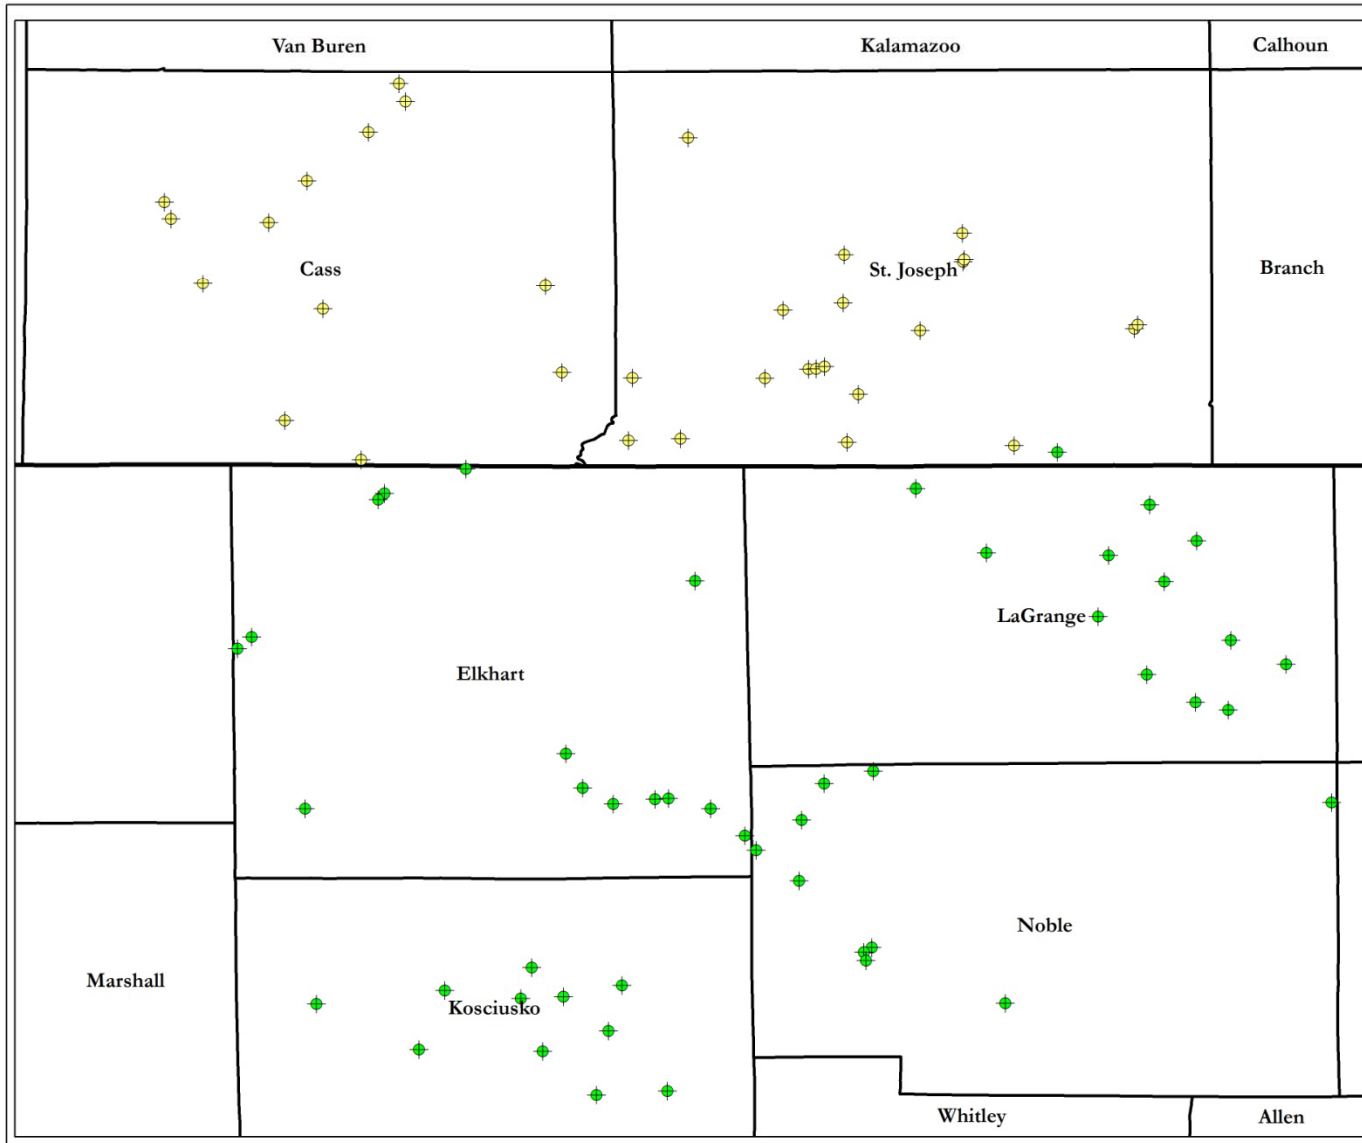 Van Buren
Kalamazoo
Calhoun
Cass
St. Joseph
Branch
LaGrange
Elkhart
Noble
Marshall
Kosciusko
Whitley
Allen